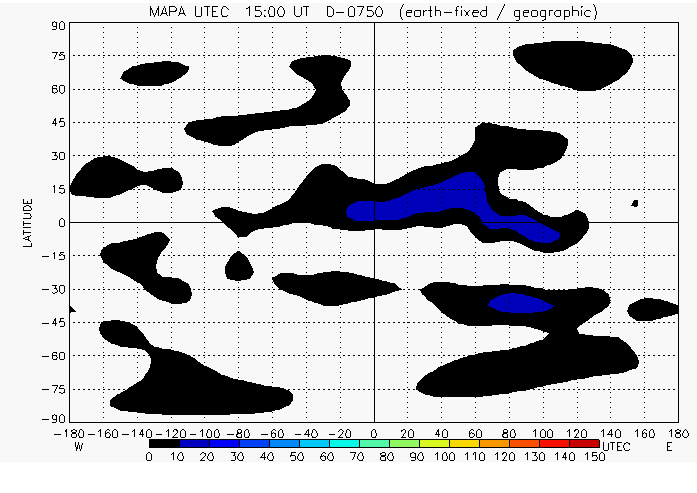 MAPA UTEC 15:00 UT D-0750 (earth-fixed / geographic)
90
75
60
45
30
15
0
-15
-30
-45
-60
-75
-90
LATITUDE
-180 -160 -140 -120 -100 -80 -60 -40 -20 0 20 40 60 80 100 120 140 160 180
W UTEC E
0 10 20 30 40 50 60 70 80 90 100 110 120 130 140 150